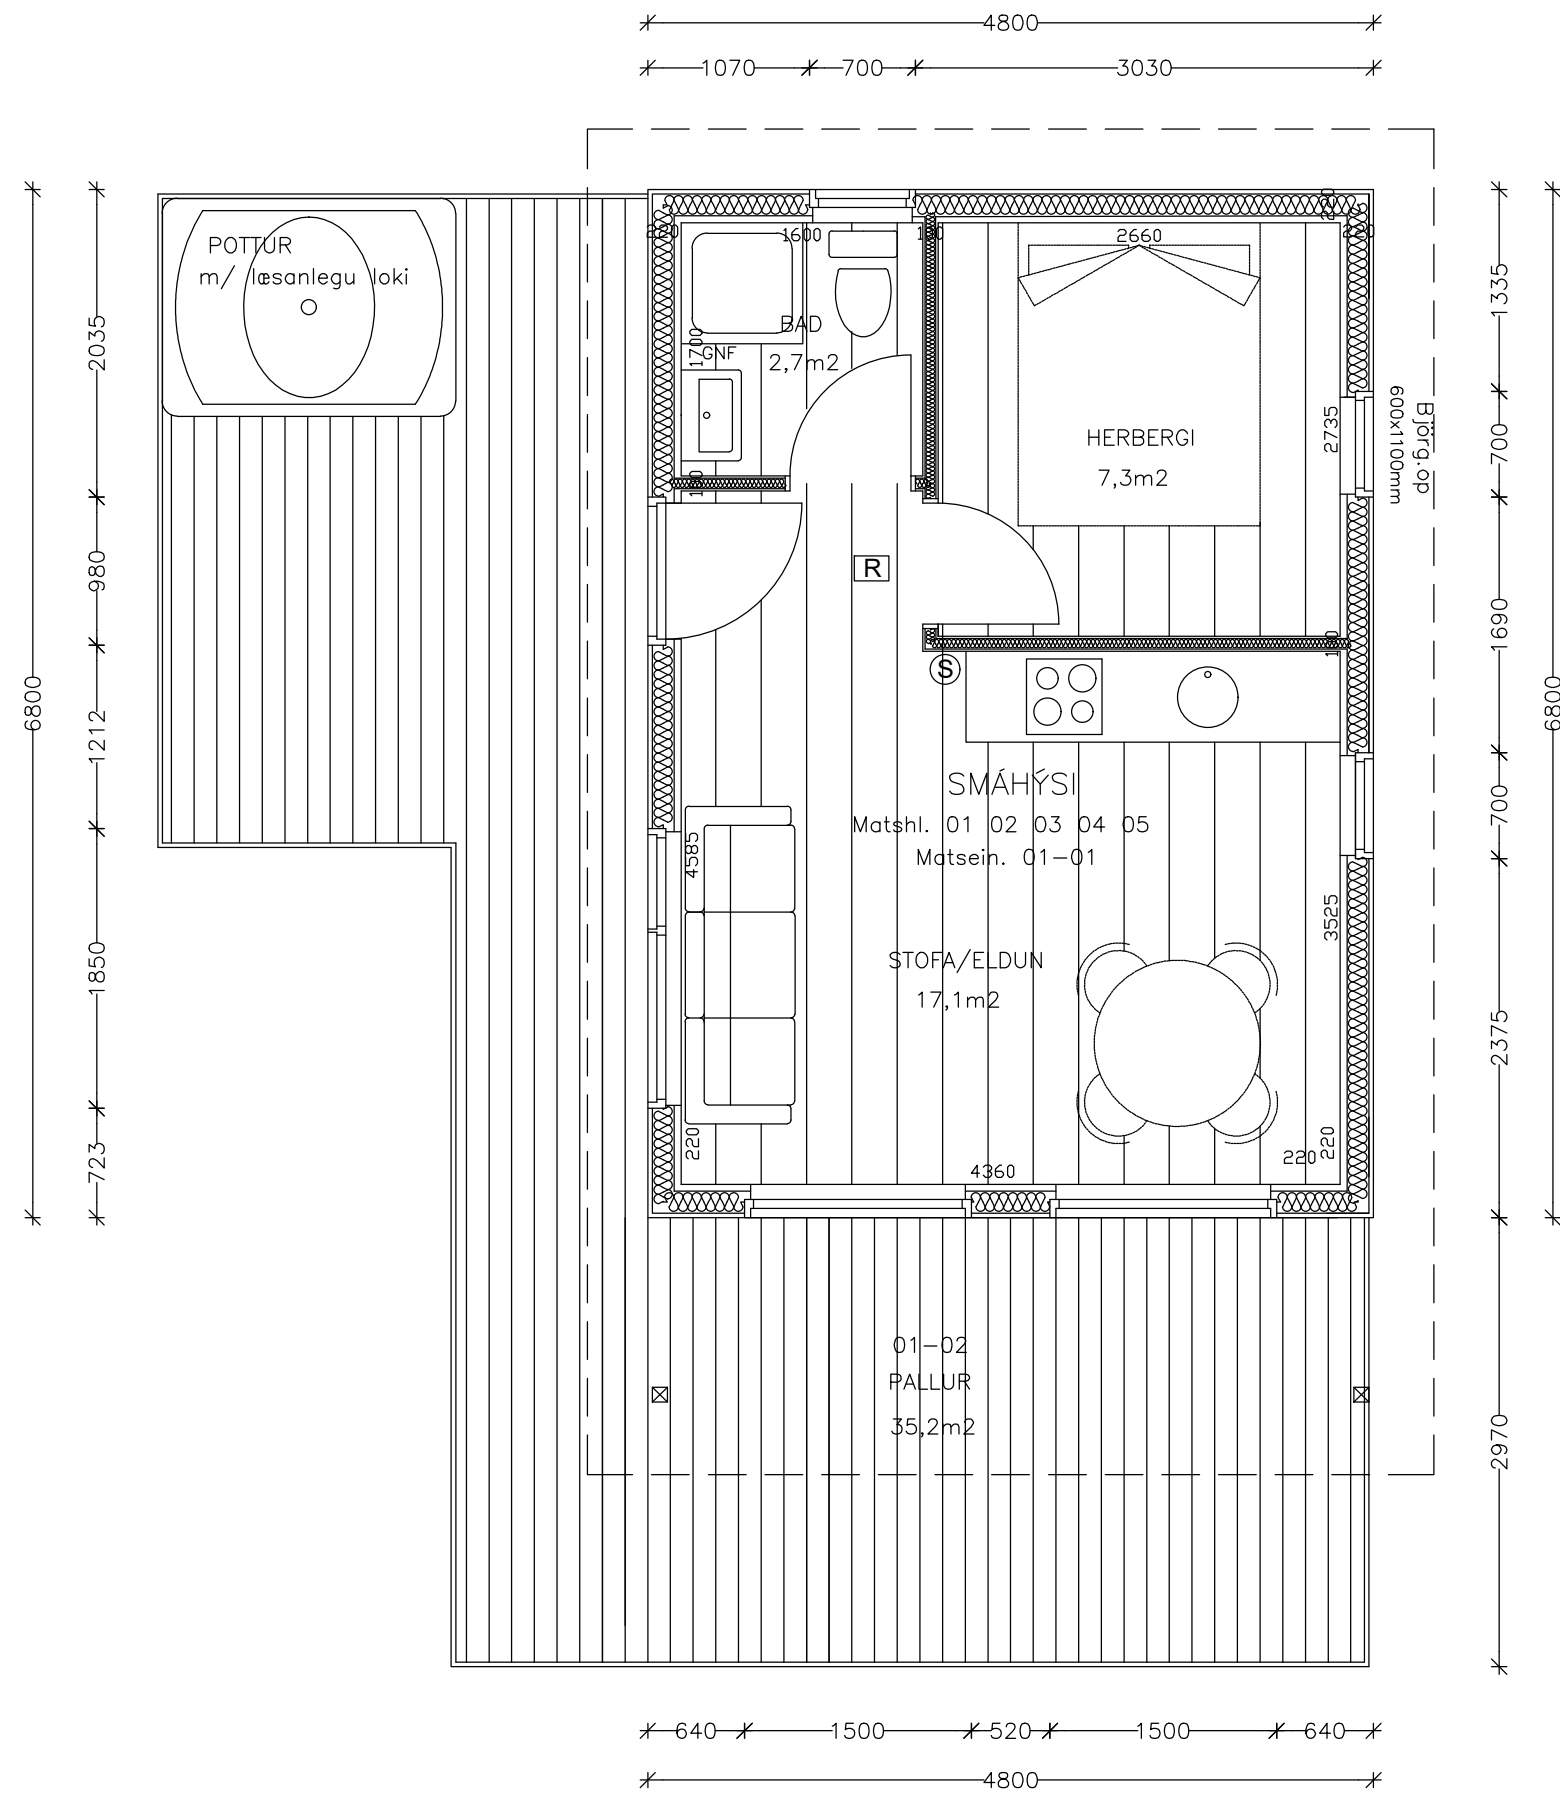 4800
1070 700 3030
220 1600 100 2660 220
220
POTTUR
m/ læsanlegu loki
BAÐ
2,7m2
GNF
1700
100
HERBERGI
7,3m2
2735
100
Björg.op
600x1100mm
R
S
SMÁHÝSI
Matshl. 01 02 03 04 05
Matsein. 01-01
4585
3525
STOFA/ELDUN
17,1m2
220
4360
220
220
01-02
PALLUR
35,2m2
6800
2035
980
1212
1850
723
1335
700
1690
700
2375
2970
6800
640 1500 520 1500 640
4800